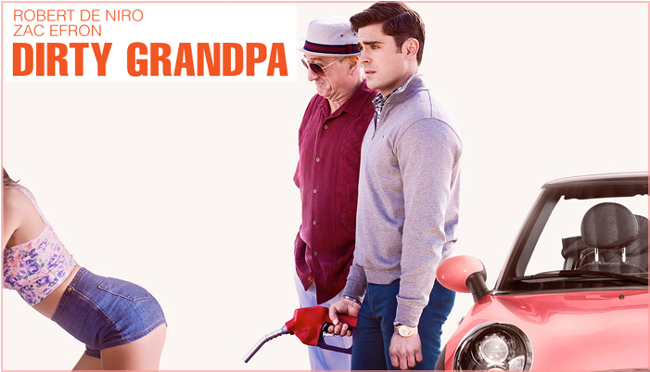 ROBERT DE NIRO
ZAC EFRON
DIRTY GRANDPA